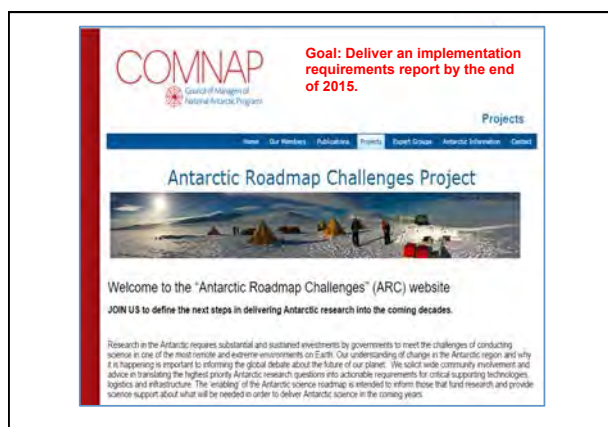 COMNAP
Council of Managers of
National Antarctic Programs
Goal: Deliver an implementation
requirements report by the end
of 2015.
Projects
Home Our Members Publications Projects Expert Groups Antarctic Information Contact
Antarctic Roadmap Challenges Project
Welcome to the “Antarctic Roadmap Challenges” (ARC) website
JOIN US to define the next steps in delivering Antarctic research into the coming decades.
Research in the Antarctic requires substantial and sustained investments by governments to meet the challenges of conducting
science in one of the most remote and extreme environments on Earth. Our understanding of change in the Antarctic region and why
it is happening is important to informing the global debate about the future of our planet. We solicit wide community involvement and
advice in translating the highest priority Antarctic research questions into actionable requirements for critical supporting technologies,
logistics and infrastructure. The 'enabling' of the Antarctic science roadmap is intended to inform those that fund research and provide
science support about what will be needed in order to deliver Antarctic science in the coming years.